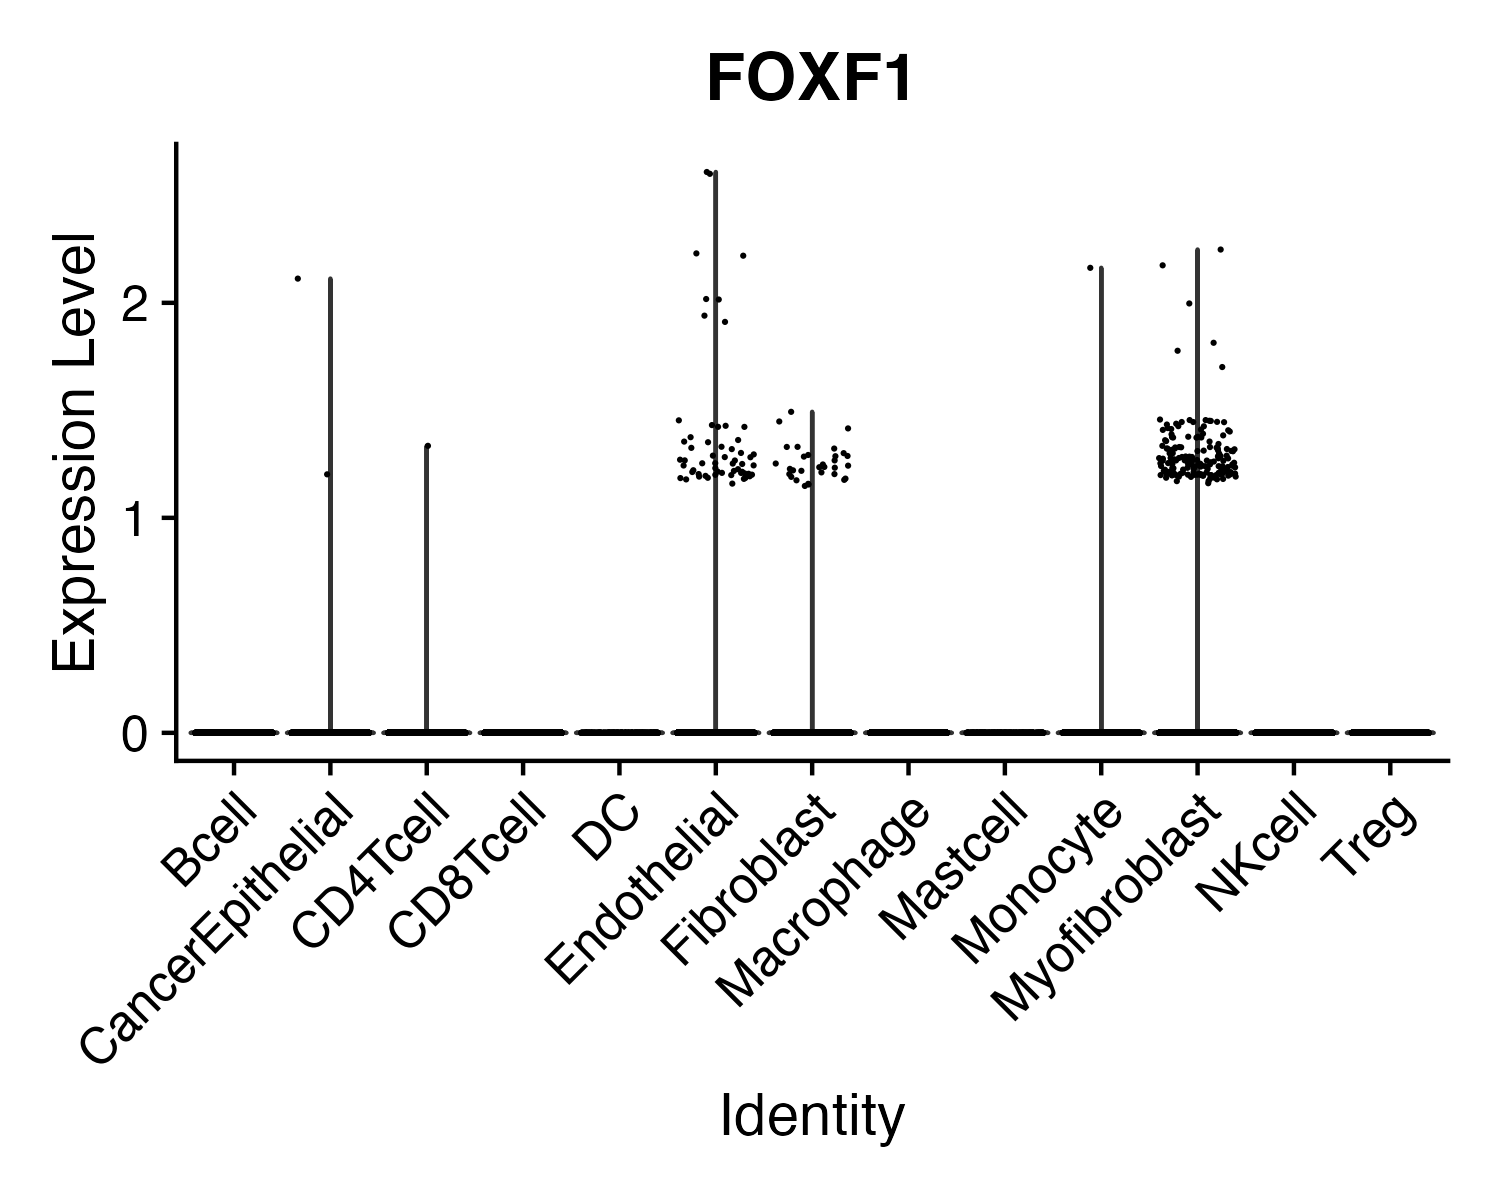 FOXF1
Expression Level
2
1
0
Bcell
CancerEpithelial
CD4Tcell
CD8Tcell
DC
Endothelial
Fibroblast
Macrophage
Mastcell
Monocyte
Myofibroblast
NKcell
Treg
Identity